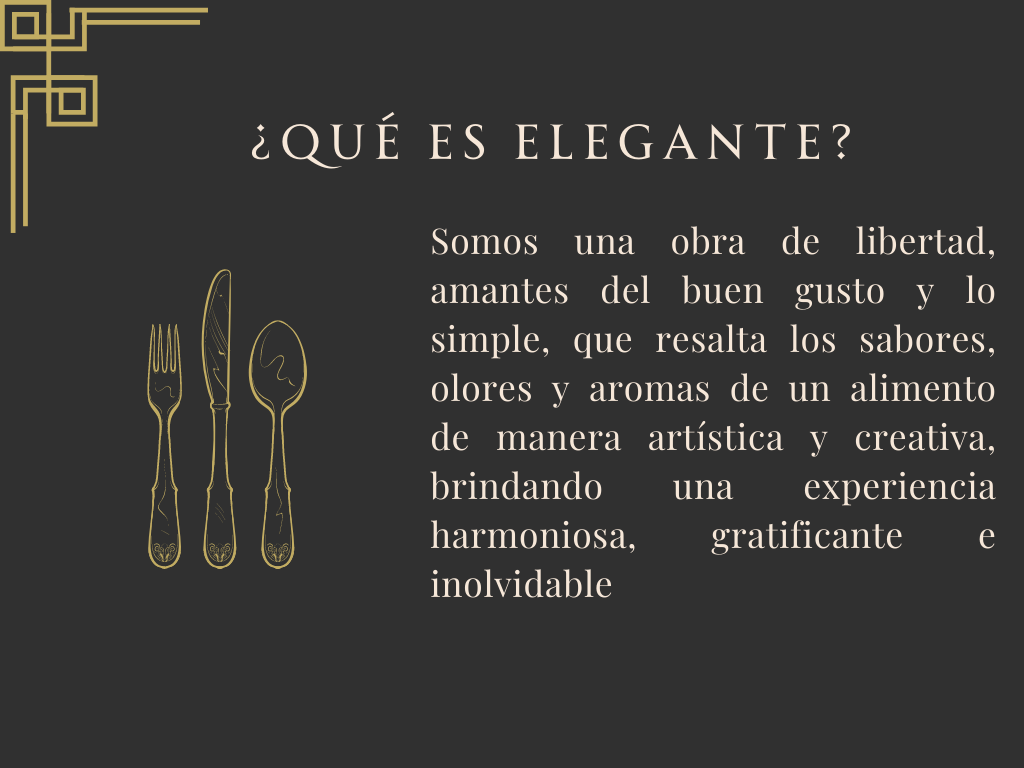 ¿QUÉ ES ELEGANTE?
Somos una obra de libertad,
amantes del buen gusto y lo
simple, que resalta los sabores,
olores y aromas de un alimento
de manera artística y creativa,
brindando una experiencia
harmoniosa, gratificante e
inolvidable